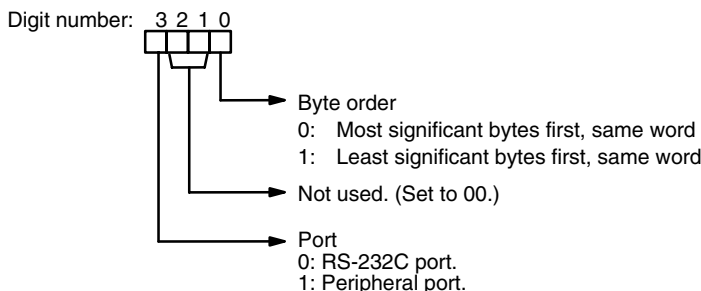 Digit number: 3 2 1 0
Byte order
0: Most significant bytes first, same word
1: Least significant bytes first, same word
Not used. (Set to 00.)
Port
0: RS-232C port.
1: Peripheral port.